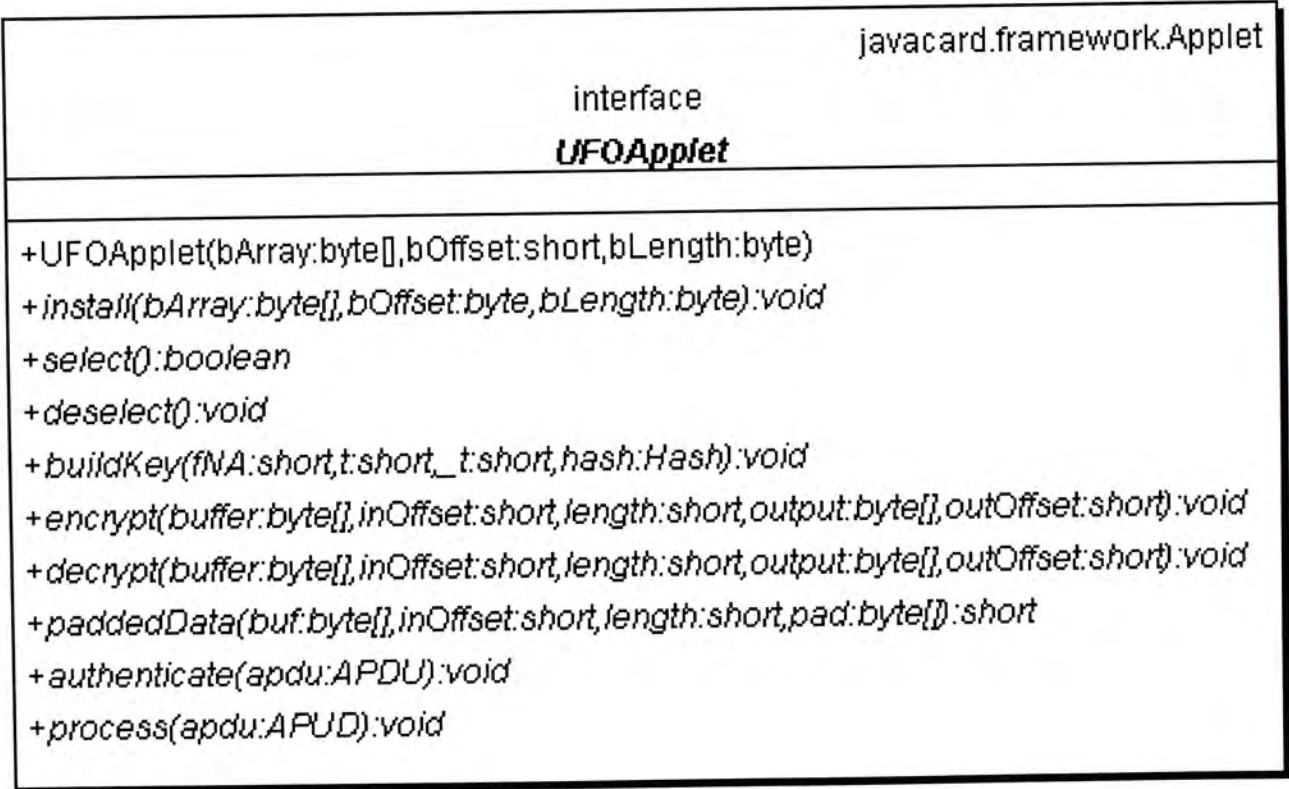 javacard.framework.Applet
interface
UFOApplet
+UFOApplet(bArray:byte[],bOffset:short,bLength:byte)
+install(bArray:byte[],bOffset:byte,bLength:byte):void
+select():boolean
+deselect():void
+buildKey(fNA:short,t:short,_t:short,hash:Hash):void
+encrypt(buffer:byte[],inOffset:short,length:short,output:byte[],outOffset:short):void
+decrypt(buffer:byte[],inOffset:short,length:short,output:byte[],outOffset:short):void
+paddedData(buf:byte[],inOffset:short,length:short,pad:byte[]):short
+authenticate(apdu:APDU):void
+process(apdu:APUD):void